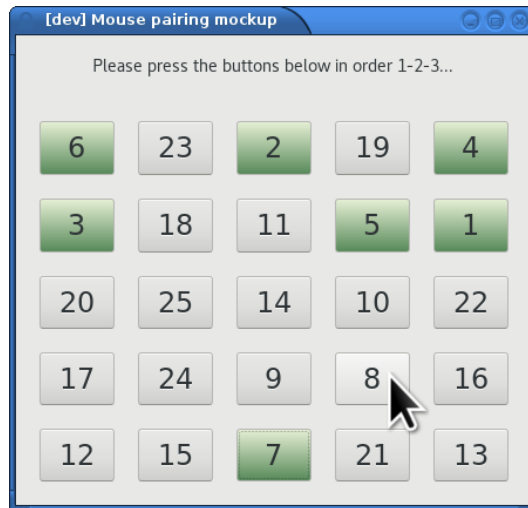 [dev] Mouse pairing mockup
Please press the buttons below in order 1-2-3...
6 23 2 19 4
3 18 11 5 1
20 25 14 10 22
17 24 9 8 16
12 15 7 21 13